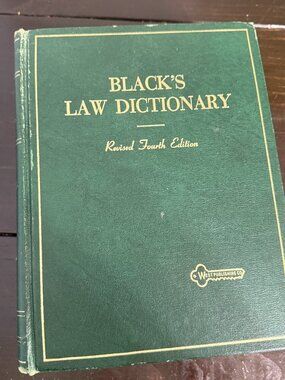 BLACK'S
LAW DICTIONARY
Revised Fourth Edition
WEST PUBLISHING CO